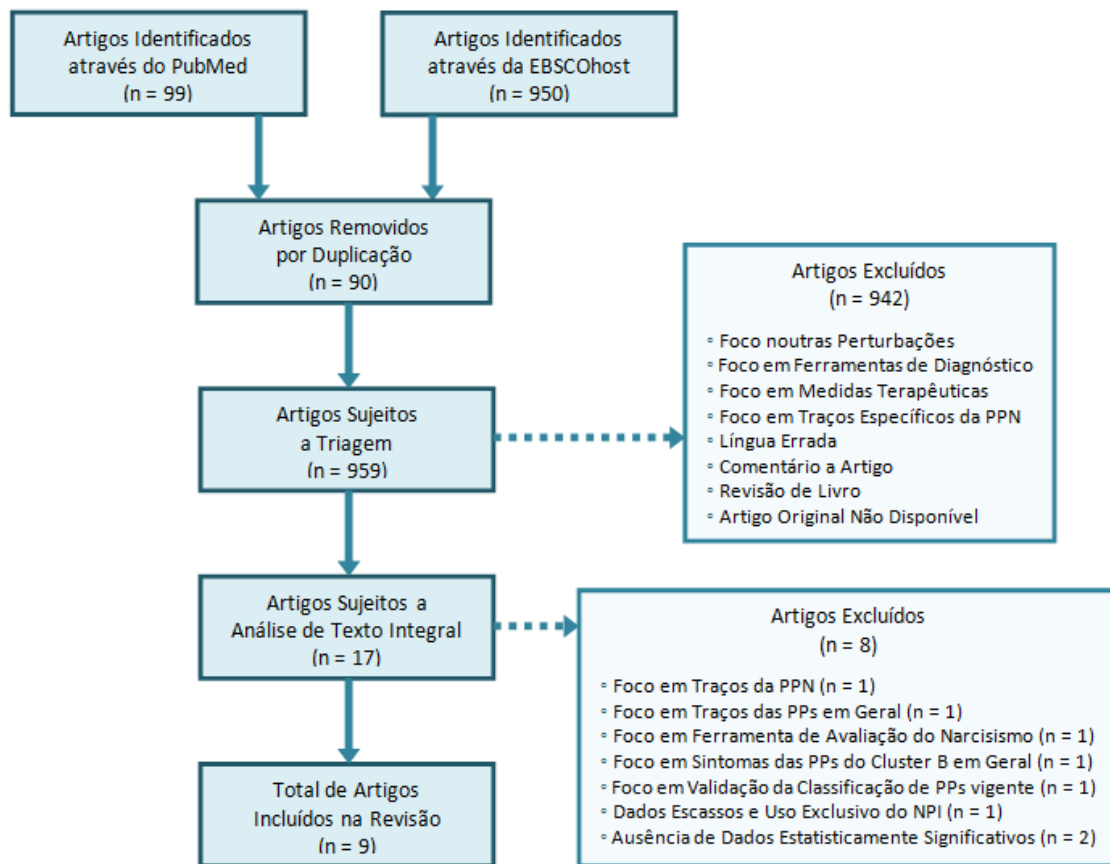 Artigos Identificados
através do PubMed
(n = 99)
Artigos Identificados
através da EBSCOhost
(n = 950)
Artigos Removidos
por Duplicação
(n = 90)
Artigos Excluídos
(n = 942)
◦ Foco noutras Perturbações
◦ Foco em Ferramentas de Diagnóstico
◦ Foco em Medidas Terapêuticas
◦ Foco em Traços Específicos da PPN
◦ Língua Errada
◦ Comentário a Artigo
◦ Revisão de Livro
◦ Artigo Original Não Disponível
Artigos Sujeitos
a Triagem
(n = 959)
Artigos Sujeitos a
Análise de Texto Integral
(n = 17)
Artigos Excluídos
(n = 8)
◦ Foco em Traços da PPN (n = 1)
◦ Foco em Traços das PPs em Geral (n = 1)
◦ Foco em Ferramenta de Avaliação do Narcisismo (n = 1)
◦ Foco em Sintomas das PPs do Cluster B em Geral (n = 1)
◦ Foco em Validação da Classificação de PPs vigente (n = 1)
◦ Dados Escassos e Uso Exclusivo do NPI (n = 1)
◦ Ausência de Dados Estatisticamente Significativos (n = 2)
Total de Artigos
Incluídos na Revisão
(n = 9)